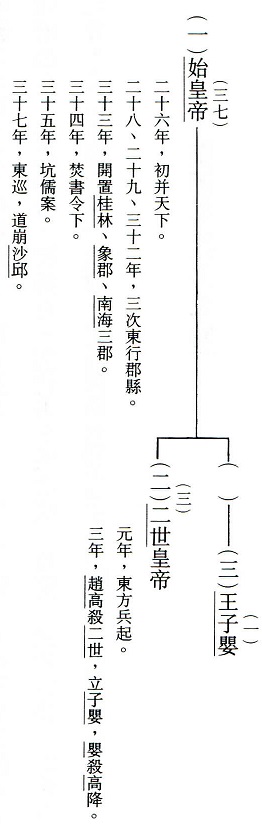 (一)始皇帝
(三七)
二十六年，初并天下。
二十八、二十九、三十二年，三次東行郡縣。
三十三年，開置桂林、象郡、南海三郡。
三十四年，焚書令下。
三十五年，坑儒案。
三十七年，東巡，道崩沙邱。
( )
(三)王子嬰
(一)
(二)二世皇帝
(三)
元年，東方兵起。
三年，趙高殺二世，立子嬰，嬰殺高降。